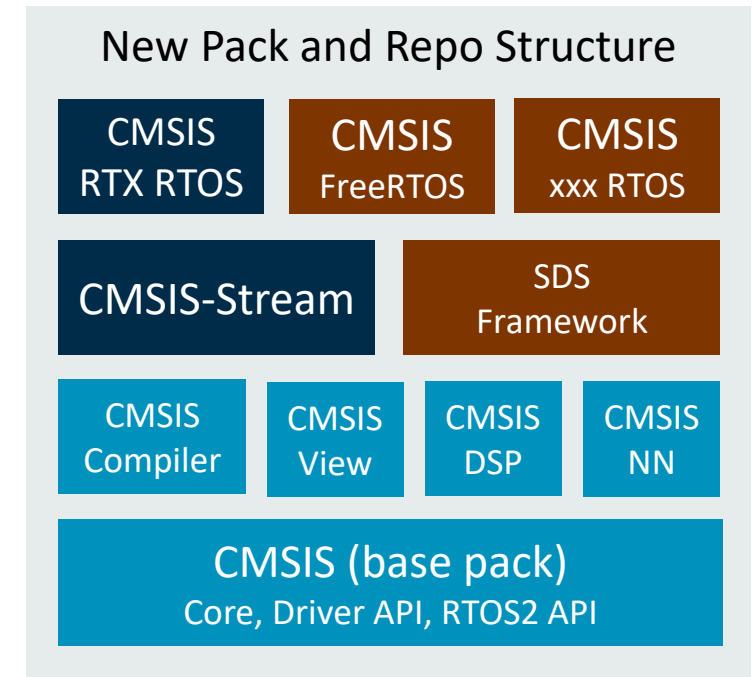 New Pack and Repo Structure
CMSIS
RTX RTOS
CMSIS
FreeRTOS
CMSIS
xxx RTOS
CMSIS-Stream
SDS
Framework
CMSIS
Compiler
CMSIS
View
CMSIS
DSP
CMSIS
NN
CMSIS (base pack)
Core, Driver API, RTOS2 API